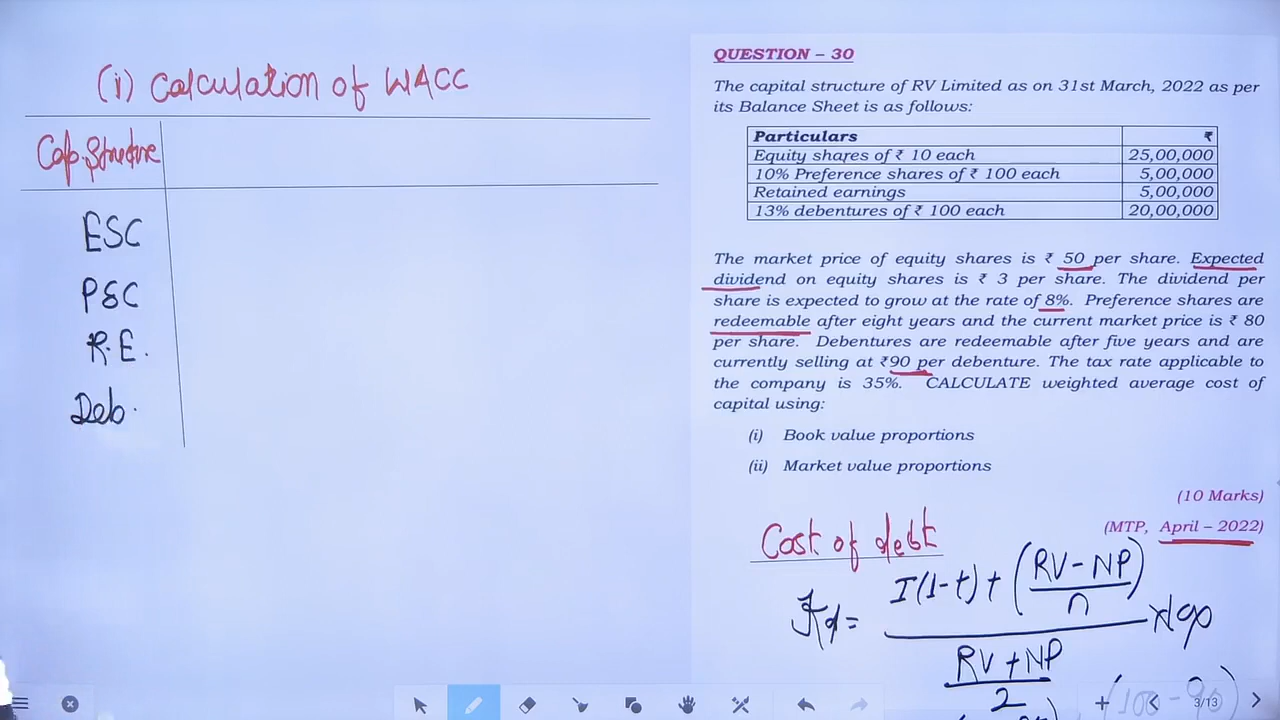 (i) Calculation of WACC
Cap. Structure
ESC
PSC
R.E.
Deb.
QUESTION – 30
The capital structure of RV Limited as on 31st March, 2022 as per
its Balance Sheet is as follows:
Particulars ₹
Equity shares of ₹ 10 each 25,00,000
10% Preference shares of ₹ 100 each 5,00,000
Retained earnings 5,00,000
13% debentures of ₹ 100 each 20,00,000
The market price of equity shares is ₹ 50 per share. Expected
dividend on equity shares is ₹ 3 per share. The dividend per
share is expected to grow at the rate of 8%. Preference shares are
redeemable after eight years and the current market price is ₹ 80
per share. Debentures are redeemable after five years and are
currently selling at ₹90 per debenture. The tax rate applicable to
the company is 35%. CALCULATE weighted average cost of
capital using:
(i) Book value proportions
(ii) Market value proportions
(10 Marks)
(MTP, April – 2022)
Cost of debt
I(1-t) + (RV - NP)
n
Kd = x100
RV + NP
2
3/13